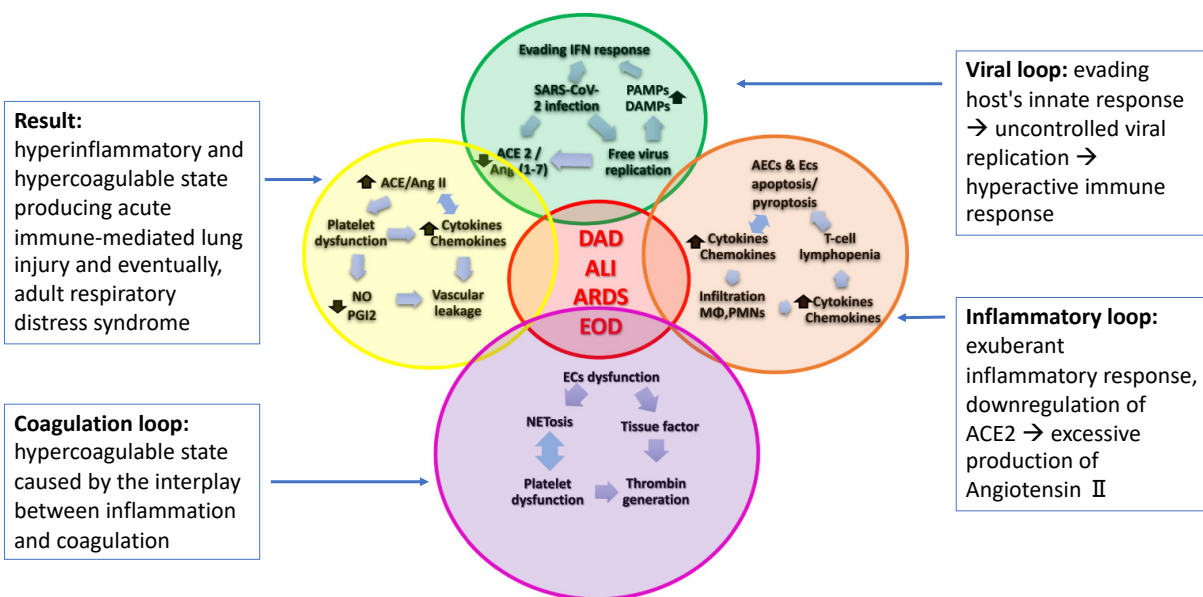 Result:
hyperinflammatory and
hypercoagulable state
producing acute
immune-mediated lung
injury and eventually,
adult respiratory
distress syndrome
Coagulation loop:
hypercoagulable state
caused by the interplay
between inflammation
and coagulation
Evading IFN response
SARS-CoV-
2 infection
PAMPs
DAMPs
ACE 2 /
Ang (1-7)
Free virus
replication
ACE/Ang II
Platelet
dysfunction
Cytokines
Chemokines
NO
PGI2
Vascular
leakage
DAD
ALI
ARDS
EOD
AECs & Ecs
apoptosis/
pyroptosis
Cytokines
Chemokines
T-cell
lymphopenia
Infiltration
MΦ,PMNs
Cytokines
Chemokines
ECs dysfunction
NETosis
Tissue factor
Platelet
dysfunction
Thrombin
generation
Viral loop: evading
host's innate response
→ uncontrolled viral
replication →
hyperactive immune
response
Inflammatory loop:
exuberant
inflammatory response,
downregulation of
ACE2 → excessive
production of
Angiotensin Ⅱ